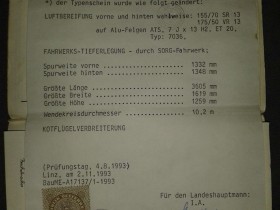 *) der Typenschein wurde wie folgt geändert:
LUFTBEREIFUNG vorne und hinten wahlweise: 155/70 SR 13
175/50 VR 13
auf Alu-Felgen ATS, 7 J x 13 H2, ET 20,
Typ: 7036,
FAHRWERKS-TIEFERLEGUNG - durch SORG-Fahrwerk:
Spurweite vorne 1332 mm
Spurweite hinten 1348 mm
Größte Länge 3605 mm
Größte Breite 1619 mm
Größte Höhe 1259 mm
Wendekreisdurchmesser 10,2 m
KOTFLÜGELVERBREITERUNG
(Prüfungstag, 4.8.1993)
Linz, am 2.11.1993
BauME-A17137/1-1993
Für den Landeshauptmann:
I.A.